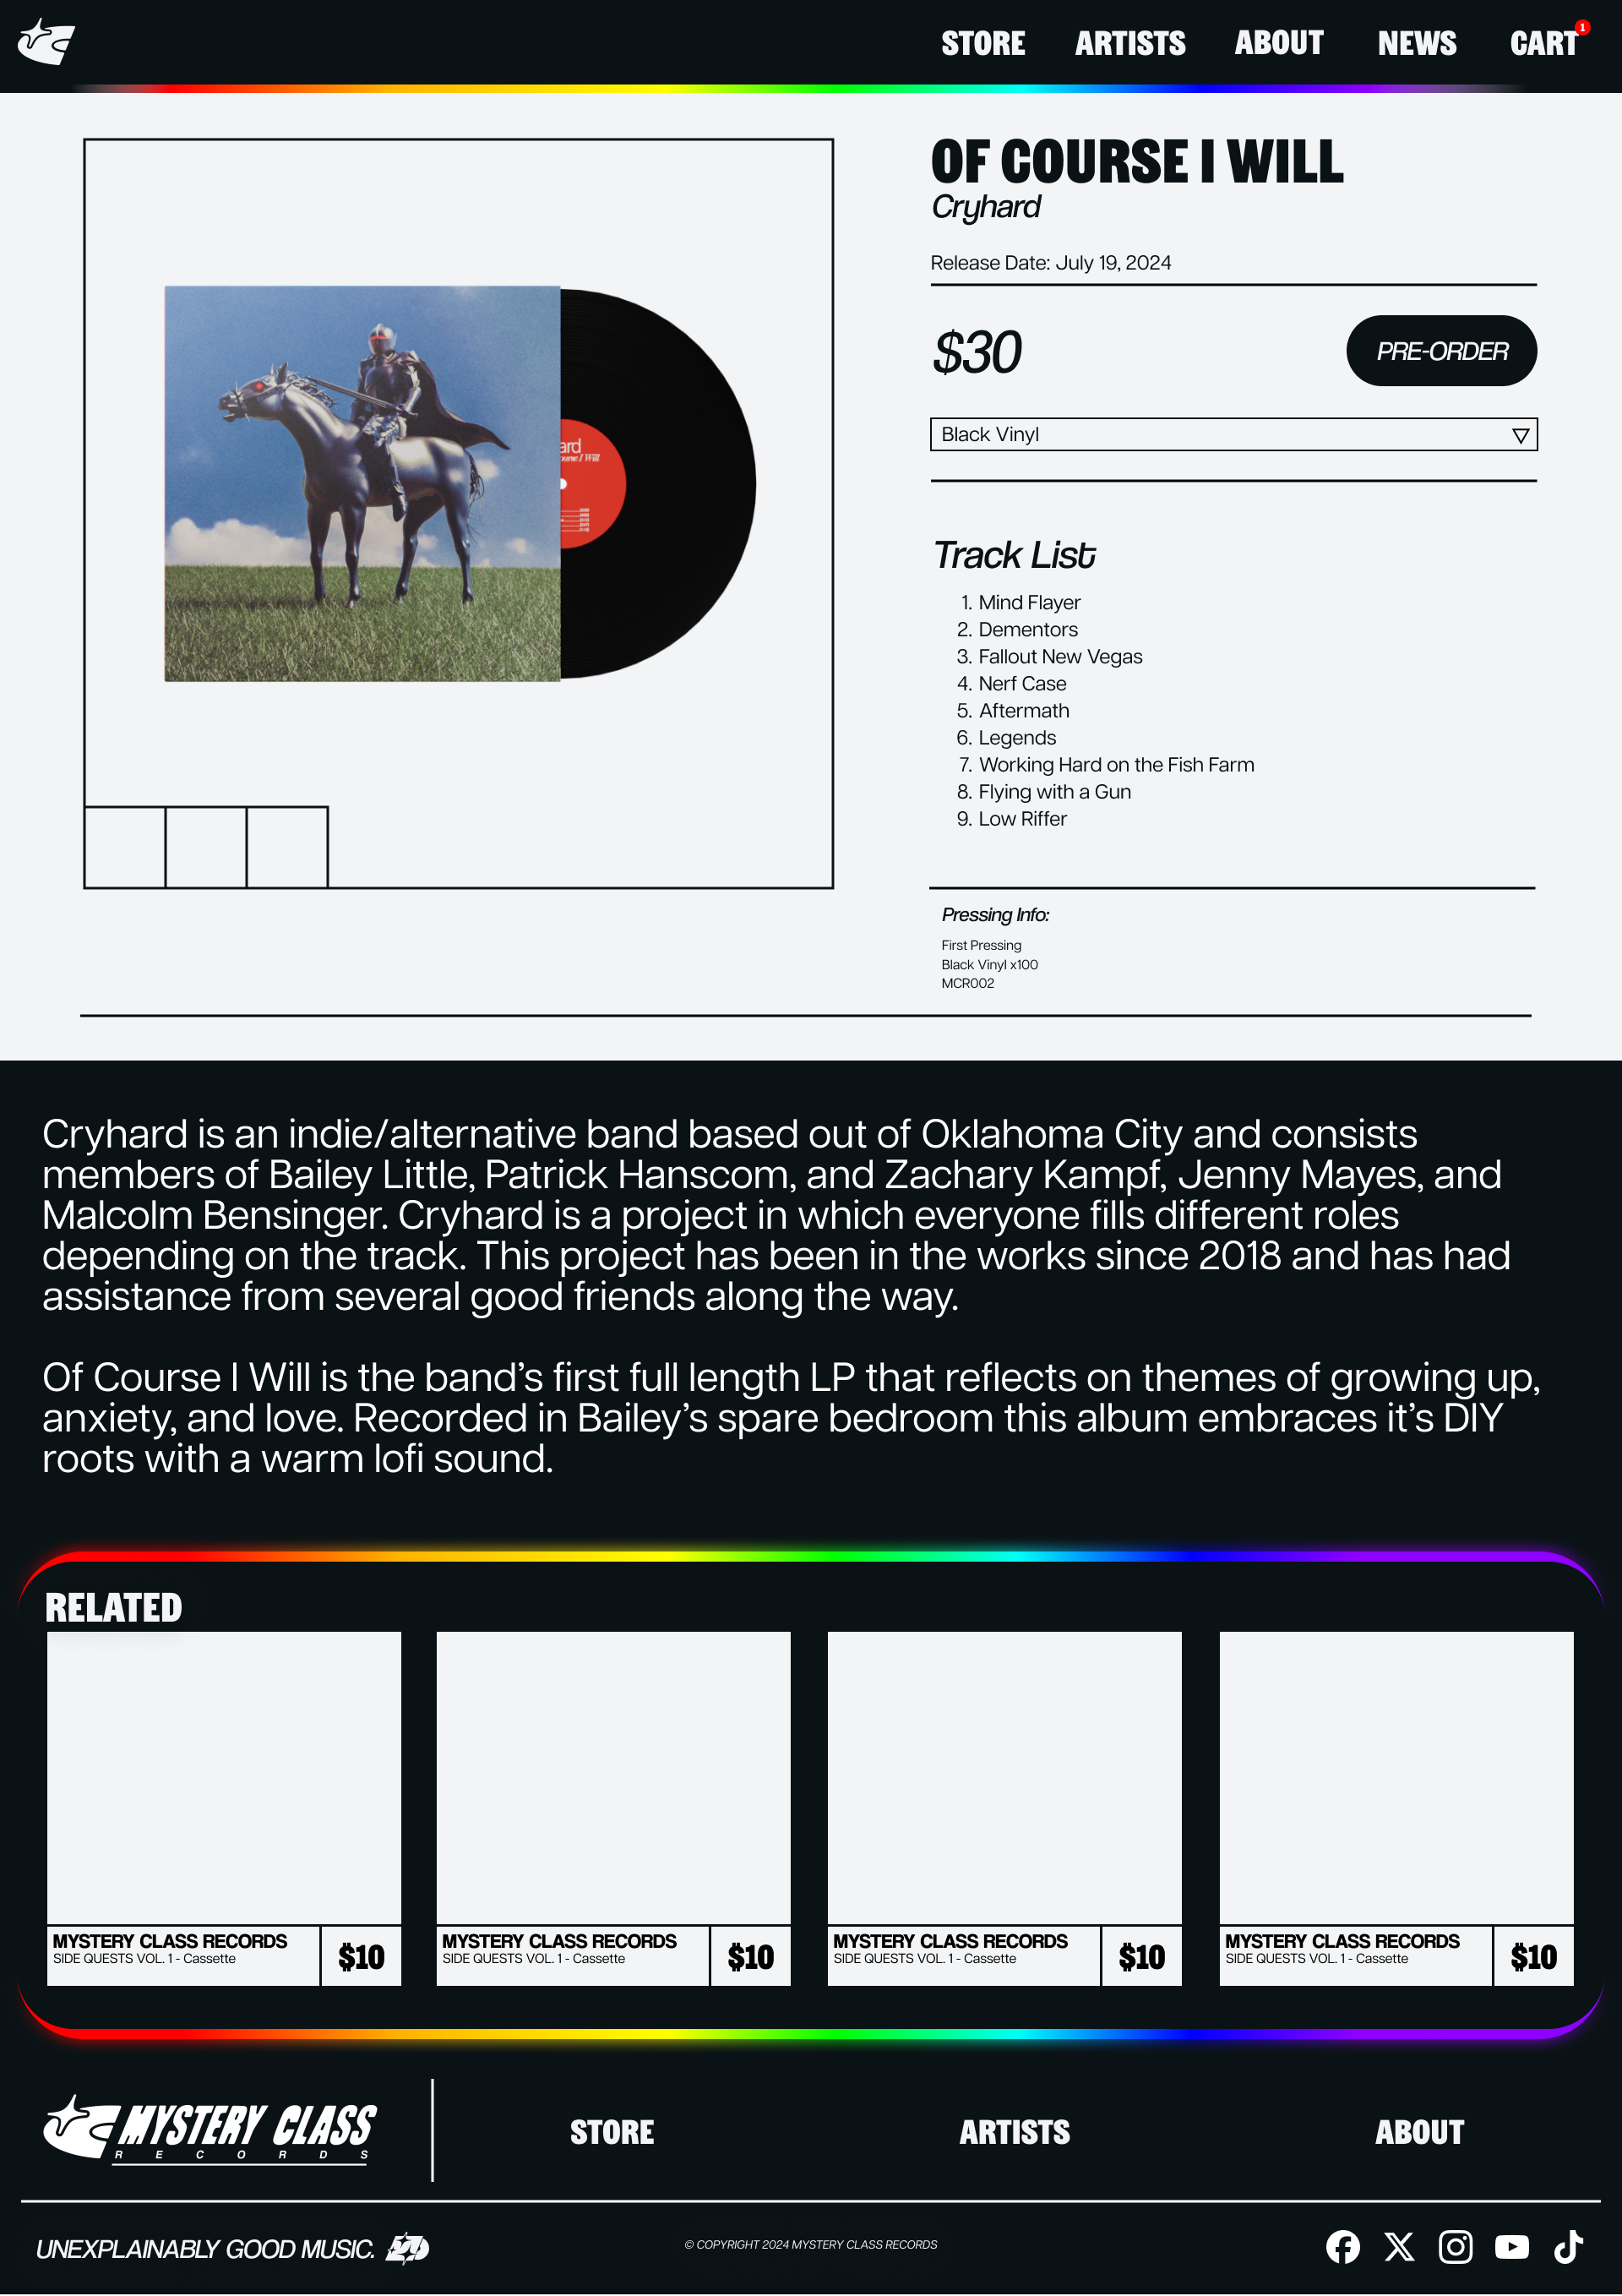 STORE ARTISTS ABOUT NEWS CART 1
OF COURSE I WILL
Cryhard
Release Date: July 19, 2024
$30 PRE-ORDER
Black Vinyl
ard
ourse I Will
Track List
1. Mind Flayer
2. Dementors
3. Fallout New Vegas
4. Nerf Case
5. Aftermath
6. Legends
7. Working Hard on the Fish Farm
8. Flying with a Gun
9. Low Riffer
Pressing Info:
First Pressing
Black Vinyl x100
MCR002
Cryhard is an indie/alternative band based out of Oklahoma City and consists
members of Bailey Little, Patrick Hanscom, and Zachary Kampf, Jenny Mayes, and
Malcolm Bensinger. Cryhard is a project in which everyone fills different roles
depending on the track. This project has been in the works since 2018 and has had
assistance from several good friends along the way.
Of Course I Will is the band’s first full length LP that reflects on themes of growing up,
anxiety, and love. Recorded in Bailey’s spare bedroom this album embraces it’s DIY
roots with a warm lofi sound.
RELATED
MYSTERY CLASS RECORDS
SIDE QUESTS VOL. 1 - Cassette
$10
MYSTERY CLASS RECORDS
SIDE QUESTS VOL. 1 - Cassette
$10
MYSTERY CLASS RECORDS
SIDE QUESTS VOL. 1 - Cassette
$10
MYSTERY CLASS RECORDS
SIDE QUESTS VOL. 1 - Cassette
$10
MYSTERY CLASS
RECORDS
STORE ARTISTS ABOUT
UNEXPLAINABLY GOOD MUSIC.
© COPYRIGHT 2024 MYSTERY CLASS RECORDS